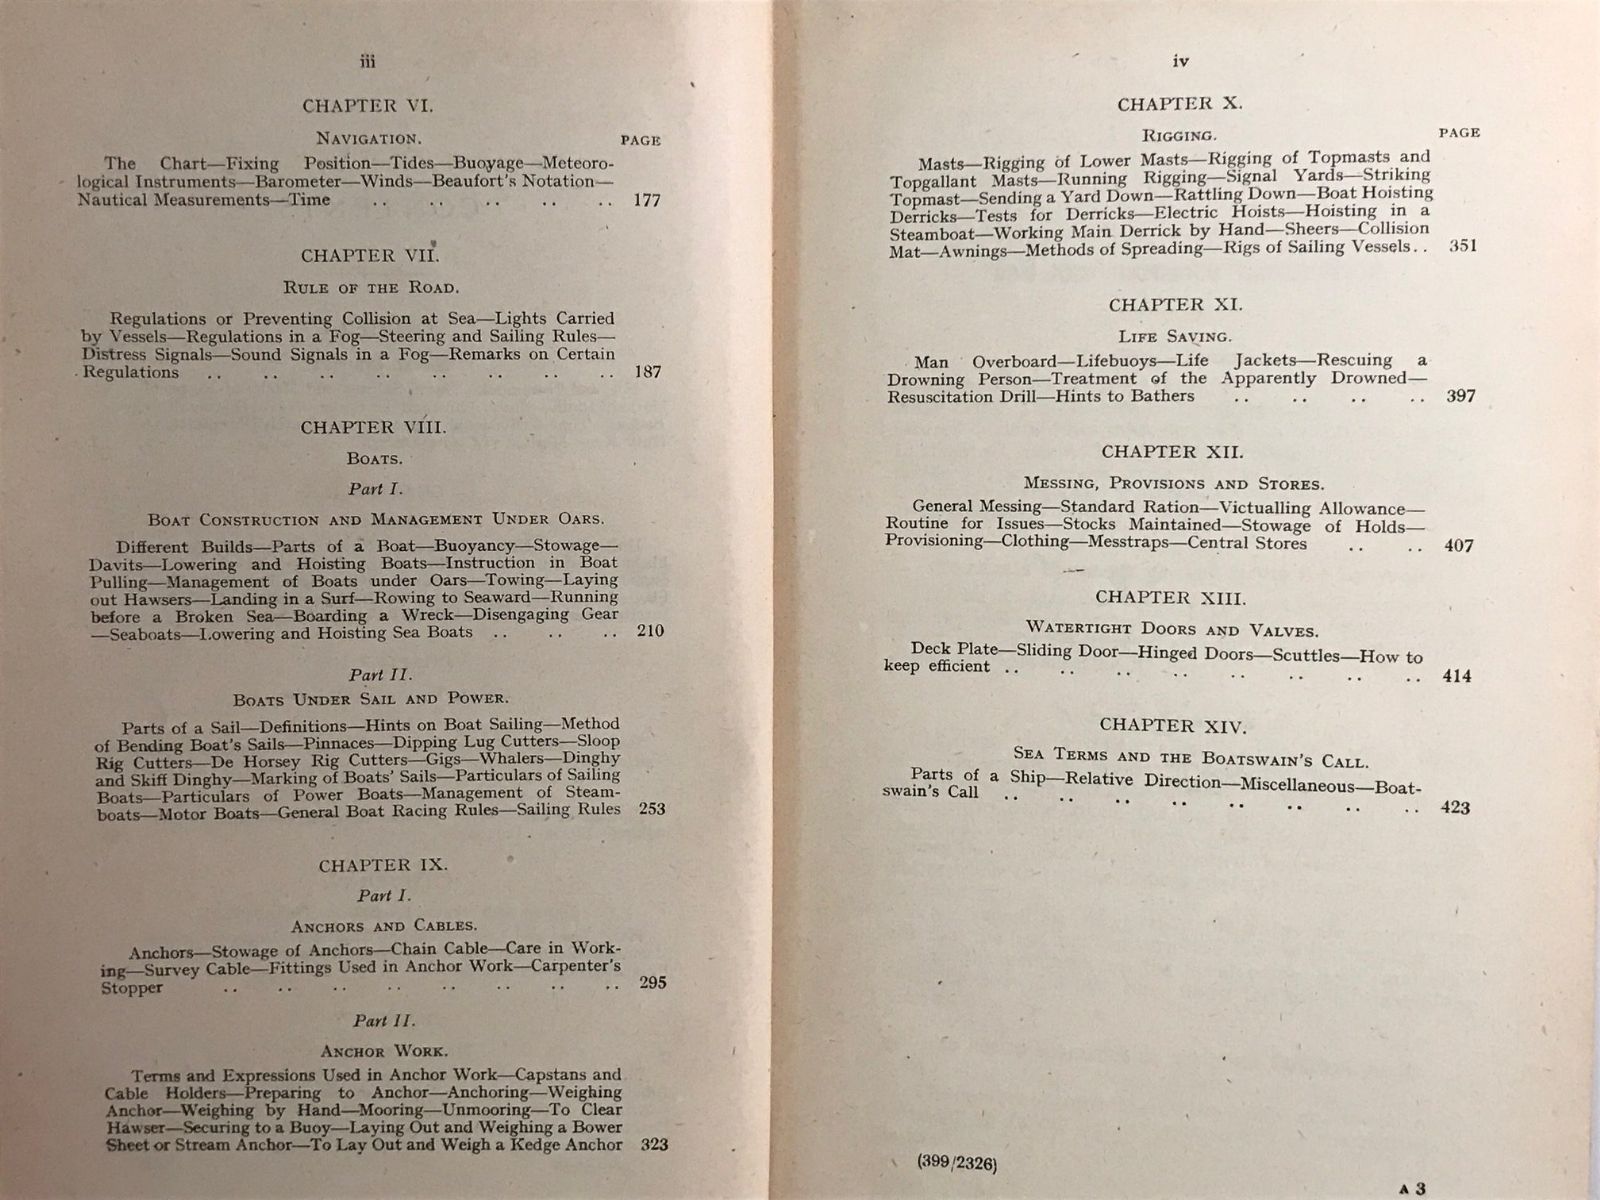 iii
CHAPTER VI.
NAVIGATION.
PAGE
The Chart—Fixing Position—Tides—Buoyage—Meteoro-
logical Instruments—Barometer—Winds—Beaufort's Notation—
Nautical Measurements—Time .. .. .. .. .. 177
CHAPTER VII.
RULE OF THE ROAD.
Regulations or Preventing Collision at Sea—Lights Carried
by Vessels—Regulations in a Fog—Steering and Sailing Rules—
Distress Signals—Sound Signals in a Fog—Remarks on Certain
Regulations .. .. .. .. .. .. .. .. 187
CHAPTER VIII.
BOATS.
Part I.
BOAT CONSTRUCTION AND MANAGEMENT UNDER OARS.
Different Builds—Parts of a Boat—Buoyancy—Stowage—
Davits—Lowering and Hoisting Boats—Instruction in Boat
Pulling—Management of Boats under Oars—Towing—Laying
out Hawsers—Landing in a Surf—Rowing to Seaward—Running
before a Broken Sea—Boarding a Wreck—Disengaging Gear
—Seaboats—Lowering and Hoisting Sea Boats .. .. .. 210
Part II.
BOATS UNDER SAIL AND POWER.
Parts of a Sail—Definitions—Hints on Boat Sailing—Method
of Bending Boat's Sails—Pinnaces—Dipping Lug Cutters—Sloop
Rig Cutters—De Horsey Rig Cutters—Gigs—Whalers—Dinghy
and Skiff Dinghy—Marking of Boats' Sails—Particulars of Sailing
Boats—Particulars of Power Boats—Management of Steam-
boats—Motor Boats—General Boat Racing Rules—Sailing Rules 253
CHAPTER IX.
Part I.
ANCHORS AND CABLES.
Anchors—Stowage of Anchors—Chain Cable—Care in Work-
ing—Survey Cable—Fittings Used in Anchor Work—Carpenter's
Stopper .. .. .. .. .. .. .. .. 295
Part II.
ANCHOR WORK.
Terms and Expressions Used in Anchor Work—Capstans and
Cable Holders—Preparing to Anchor—Anchoring—Weighing
Anchor—Weighing by Hand—Mooring—Unmooring—To Clear
Hawser—Securing to a Buoy—Laying Out and Weighing a Bower
Sheet or Stream Anchor—To Lay Out and Weigh a Kedge Anchor 323
iv
CHAPTER X.
RIGGING.
PAGE
Masts—Rigging of Lower Masts—Rigging of Topmasts and
Topgallant Masts—Running Rigging—Signal Yards—Striking
Topmast—Sending a Yard Down—Rattling Down—Boat Hoisting
Derricks—Tests for Derricks—Electric Hoists—Hoisting in a
Steamboat—Working Main Derrick by Hand—Sheers—Collision
Mat—Awnings—Methods of Spreading—Rigs of Sailing Vessels.. 351
CHAPTER XI.
LIFE SAVING.
Man Overboard—Lifebuoys—Life Jackets—Rescuing a
Drowning Person—Treatment of the Apparently Drowned—
Resuscitation Drill—Hints to Bathers .. .. .. .. 397
CHAPTER XII.
MESSING, PROVISIONS AND STORES.
General Messing—Standard Ration—Victualling Allowance—
Routine for Issues—Stocks Maintained—Stowage of Holds—
Provisioning—Clothing—Messtraps—Central Stores .. .. 407
CHAPTER XIII.
WATERTIGHT DOORS AND VALVES.
Deck Plate—Sliding Door—Hinged Doors—Scuttles—How to
keep efficient .. .. .. .. .. .. .. .. 414
CHAPTER XIV.
SEA TERMS AND THE BOATSWAIN'S CALL.
Parts of a Ship—Relative Direction—Miscellaneous—Boat-
swain's Call .. .. .. .. .. .. .. .. 423
(399/2326)
A 3